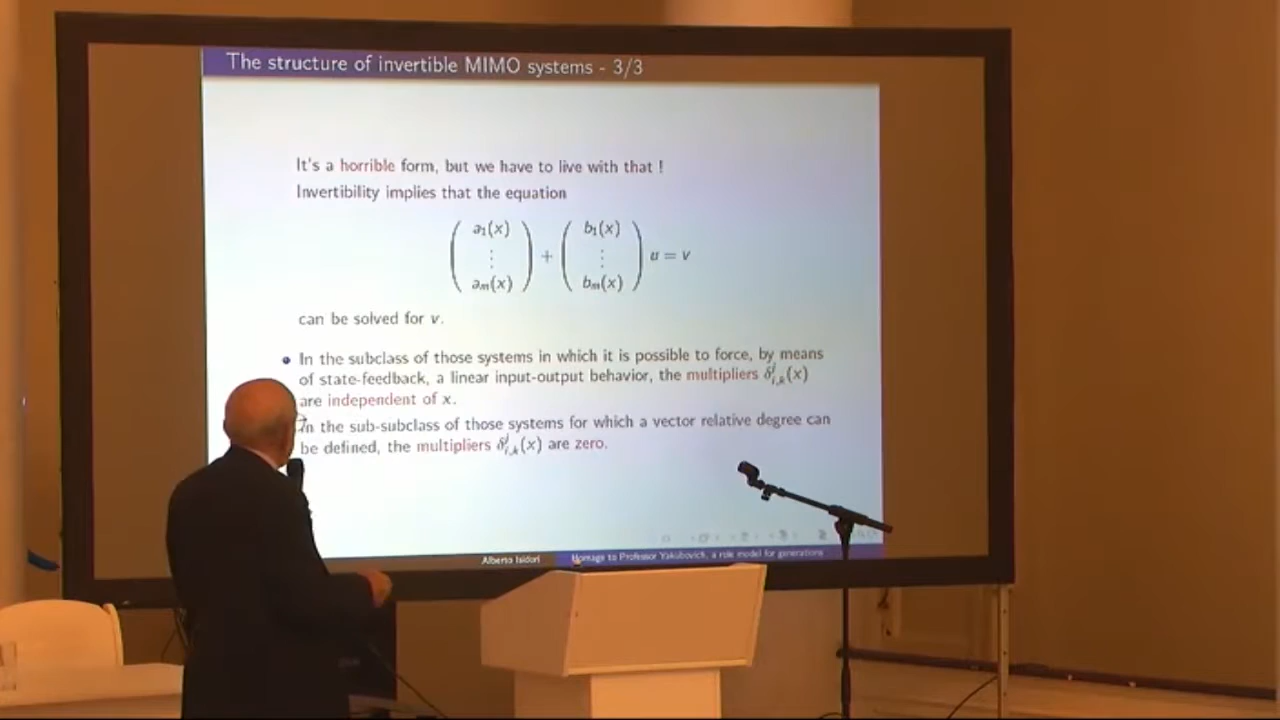 The structure of invertible MIMO systems - 3/3
It's a horrible form, but we have to live with that !
Invertibility implies that the equation
( a₁(x) ⋮ aₘ(x) ) + ( b₁(x) ⋮ bₘ(x) ) u = v
can be solved for v.
In the subclass of those systems in which it is possible to force, by means
of state-feedback, a linear input-output behavior, the multipliers δʲᵢ,ₖ(x)
are independent of x.
In the sub-subclass of those systems for which a vector relative degree can
be defined, the multipliers δʲᵢ,ₖ(x) are zero.
Alberto Isidori Homage to Professor Yakubovich, a role model for generations